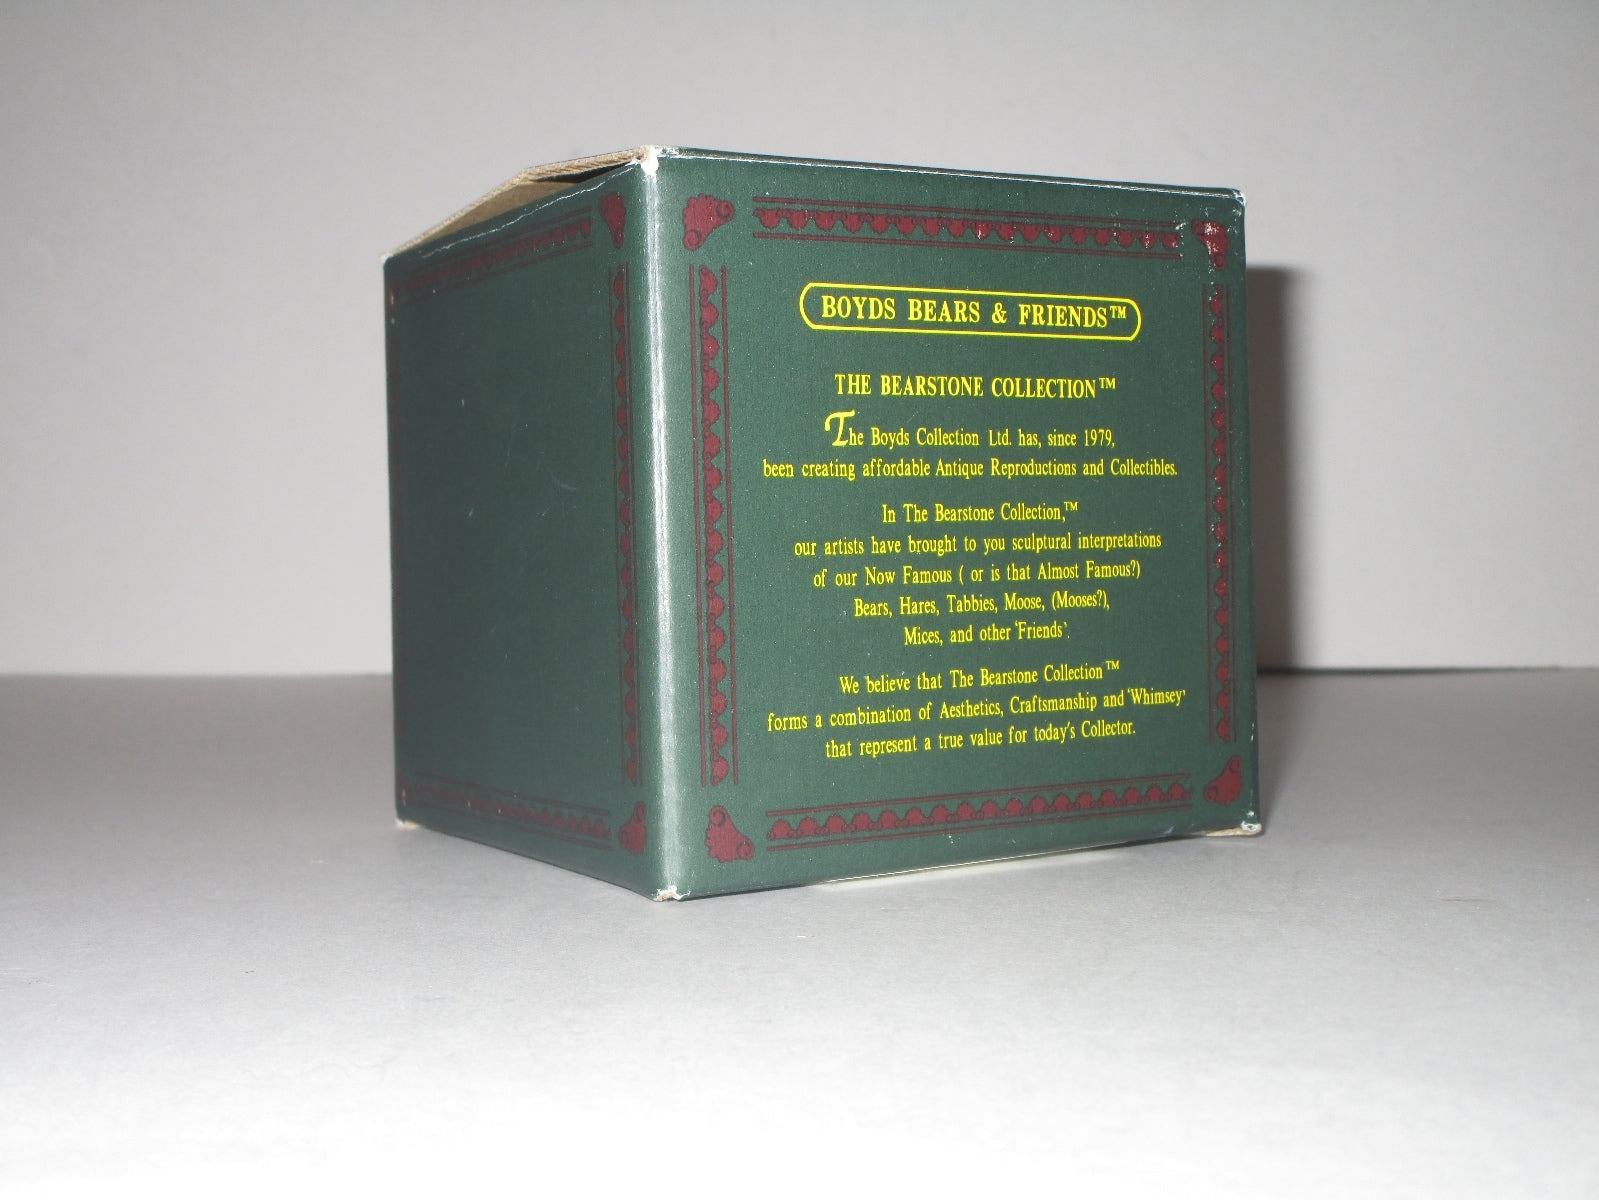 BOYDS BEARS & FRIENDS™
THE BEARSTONE COLLECTION™
The Boyds Collection Ltd. has, since 1979,
been creating affordable Antique Reproductions and Collectibles.
In The Bearstone Collection,™
our artists have brought to you sculptural interpretations
of our Now Famous ( or is that Almost Famous?)
Bears, Hares, Tabbies, Moose, (Mooses?),
Mices, and other 'Friends'.
We believe that The Bearstone Collection™
forms a combination of Aesthetics, Craftsmanship and 'Whimsey'
that represent a true value for today's Collector.